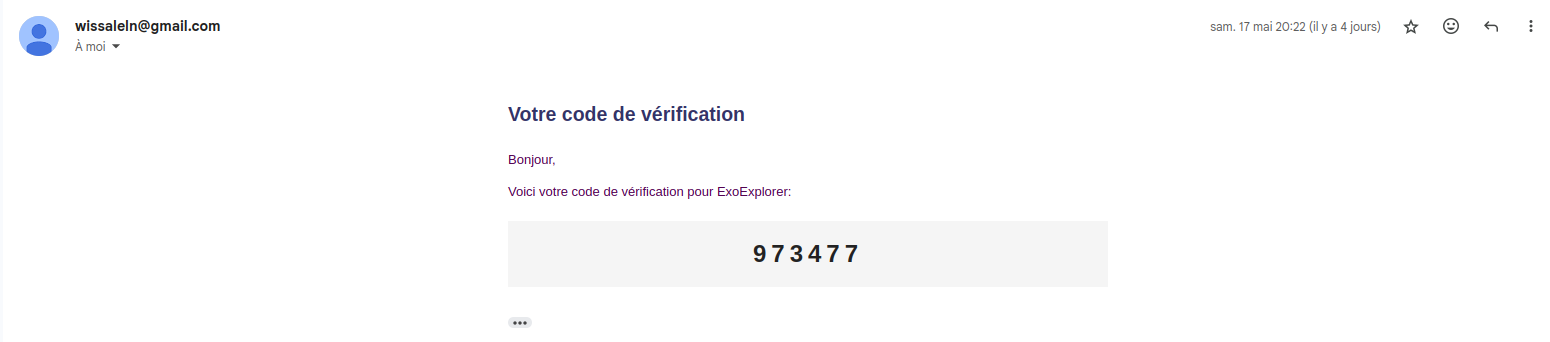 wissaleln@gmail.com
sam. 17 mai 20:22 (il y a 4 jours)
À moi
Votre code de vérification
Bonjour,
Voici votre code de vérification pour ExoExplorer:
973477